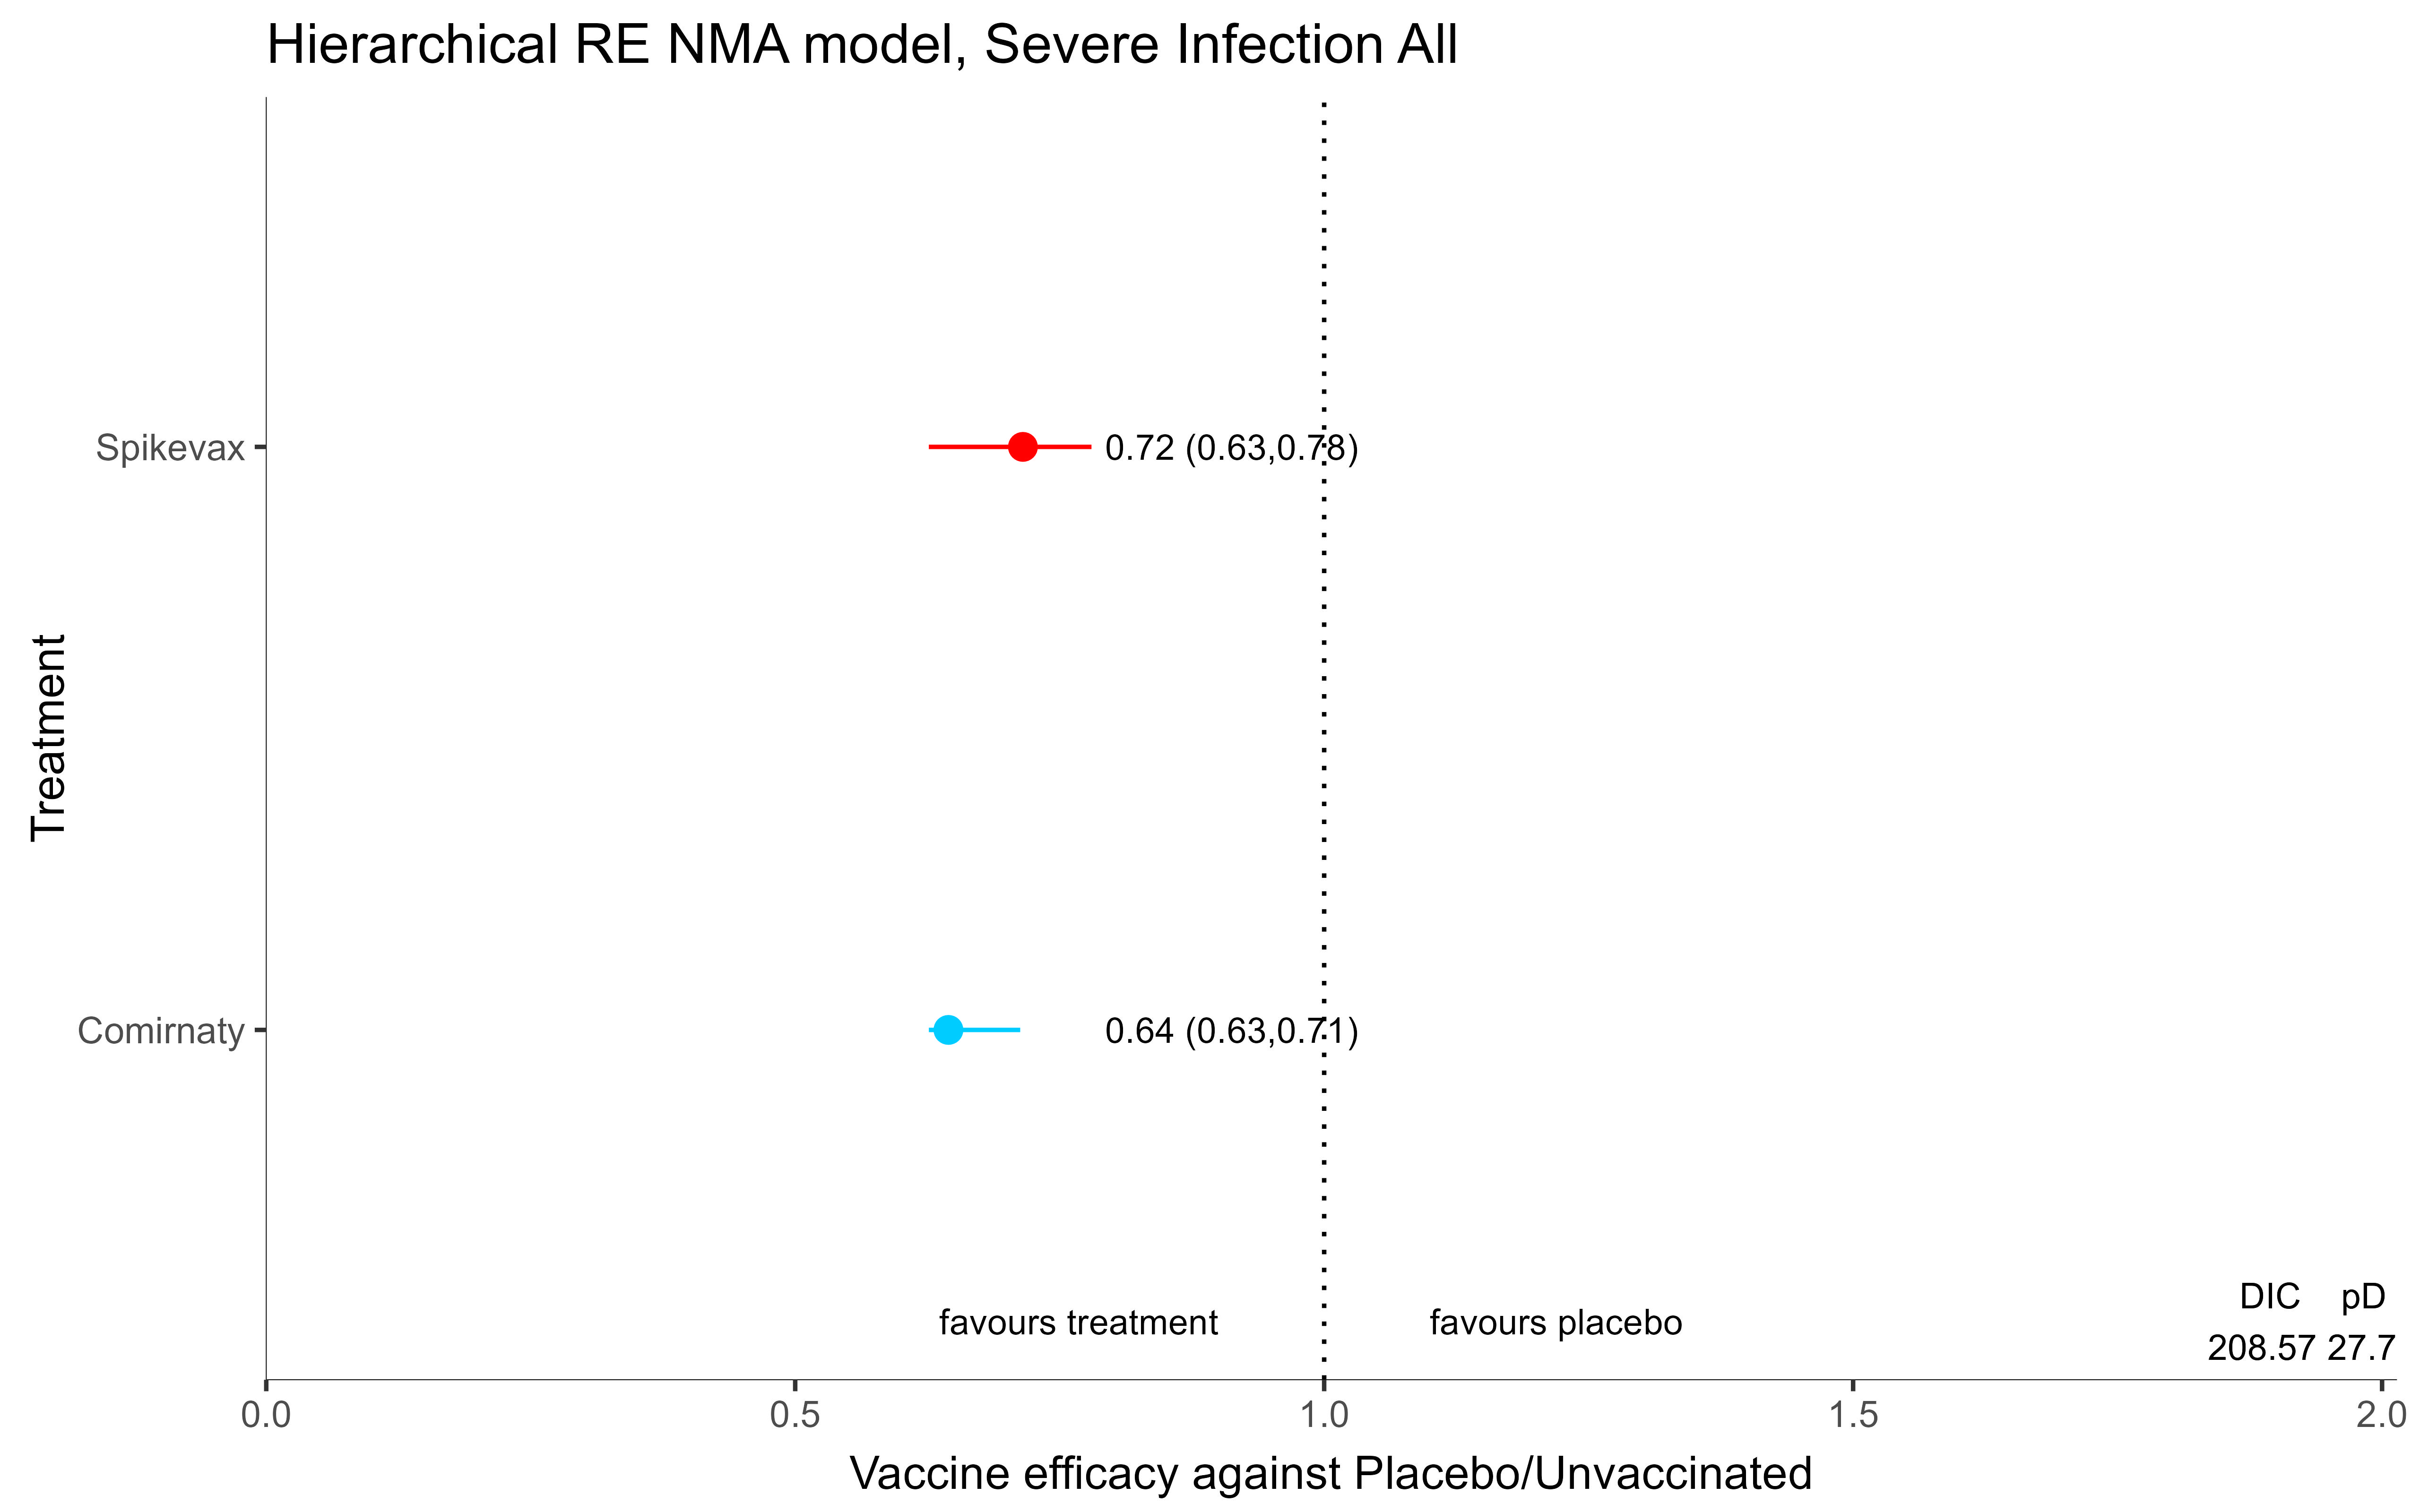 Hierarchical RE NMA model, Severe Infection All
Treatment
Spikevax
0.72 (0.63,0.78)
Comirnaty
0.64 (0.63,0.71)
favours treatment
favours placebo
DIC pD
208.57 27.7
0.0 0.5 1.0 1.5 2.0
Vaccine efficacy against Placebo/Unvaccinated